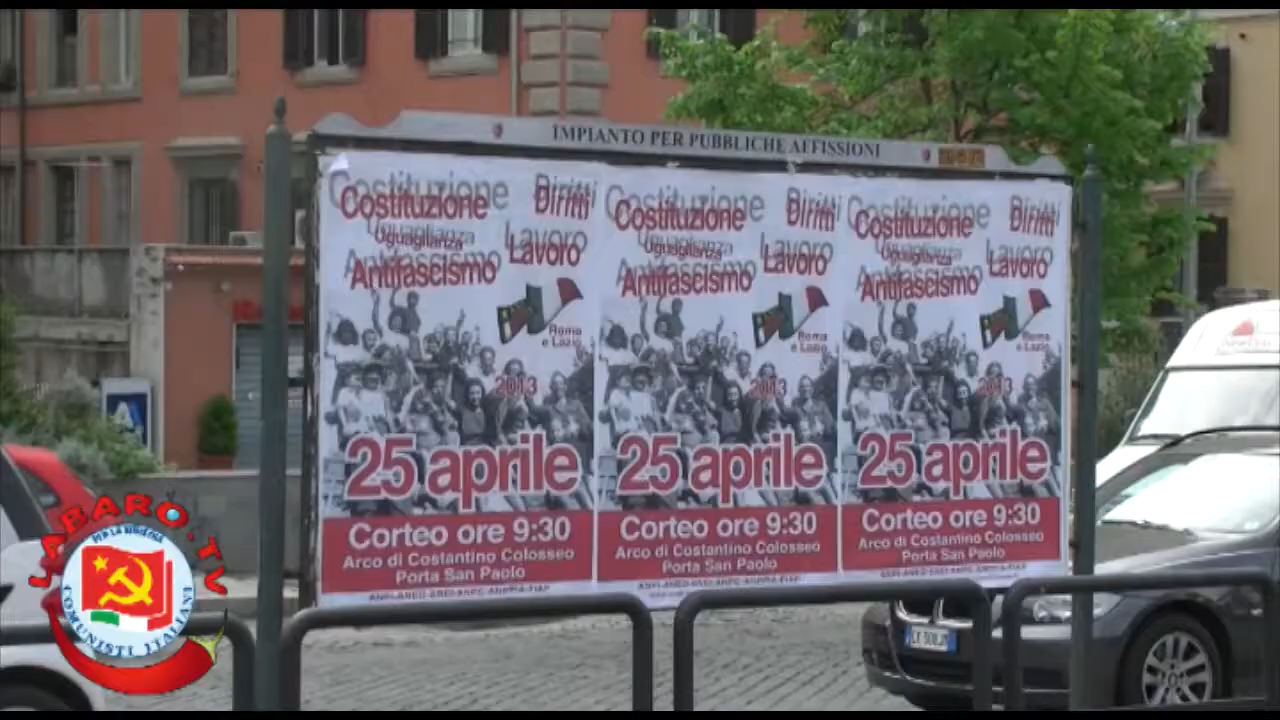 IMPIANTO PER PUBBLICHE AFFISSIONI
Costituzione
Diritti
Uguaglianza
Lavoro
Antifascismo
Roma
e Lazio
2013
25 aprile
Corteo ore 9:30
Arco di Costantino Colosseo
Porta San Paolo
Costituzione
Diritti
Uguaglianza
Lavoro
Antifascismo
Roma
e Lazio
2013
25 aprile
Corteo ore 9:30
Arco di Costantino Colosseo
Porta San Paolo
Costituzione
Diritti
Uguaglianza
Lavoro
Antifascismo
Roma
e Lazio
2013
25 aprile
Corteo ore 9:30
Arco di Costantino Colosseo
Porta San Paolo
LABARO.TV
COMUNISTI ITALIANI